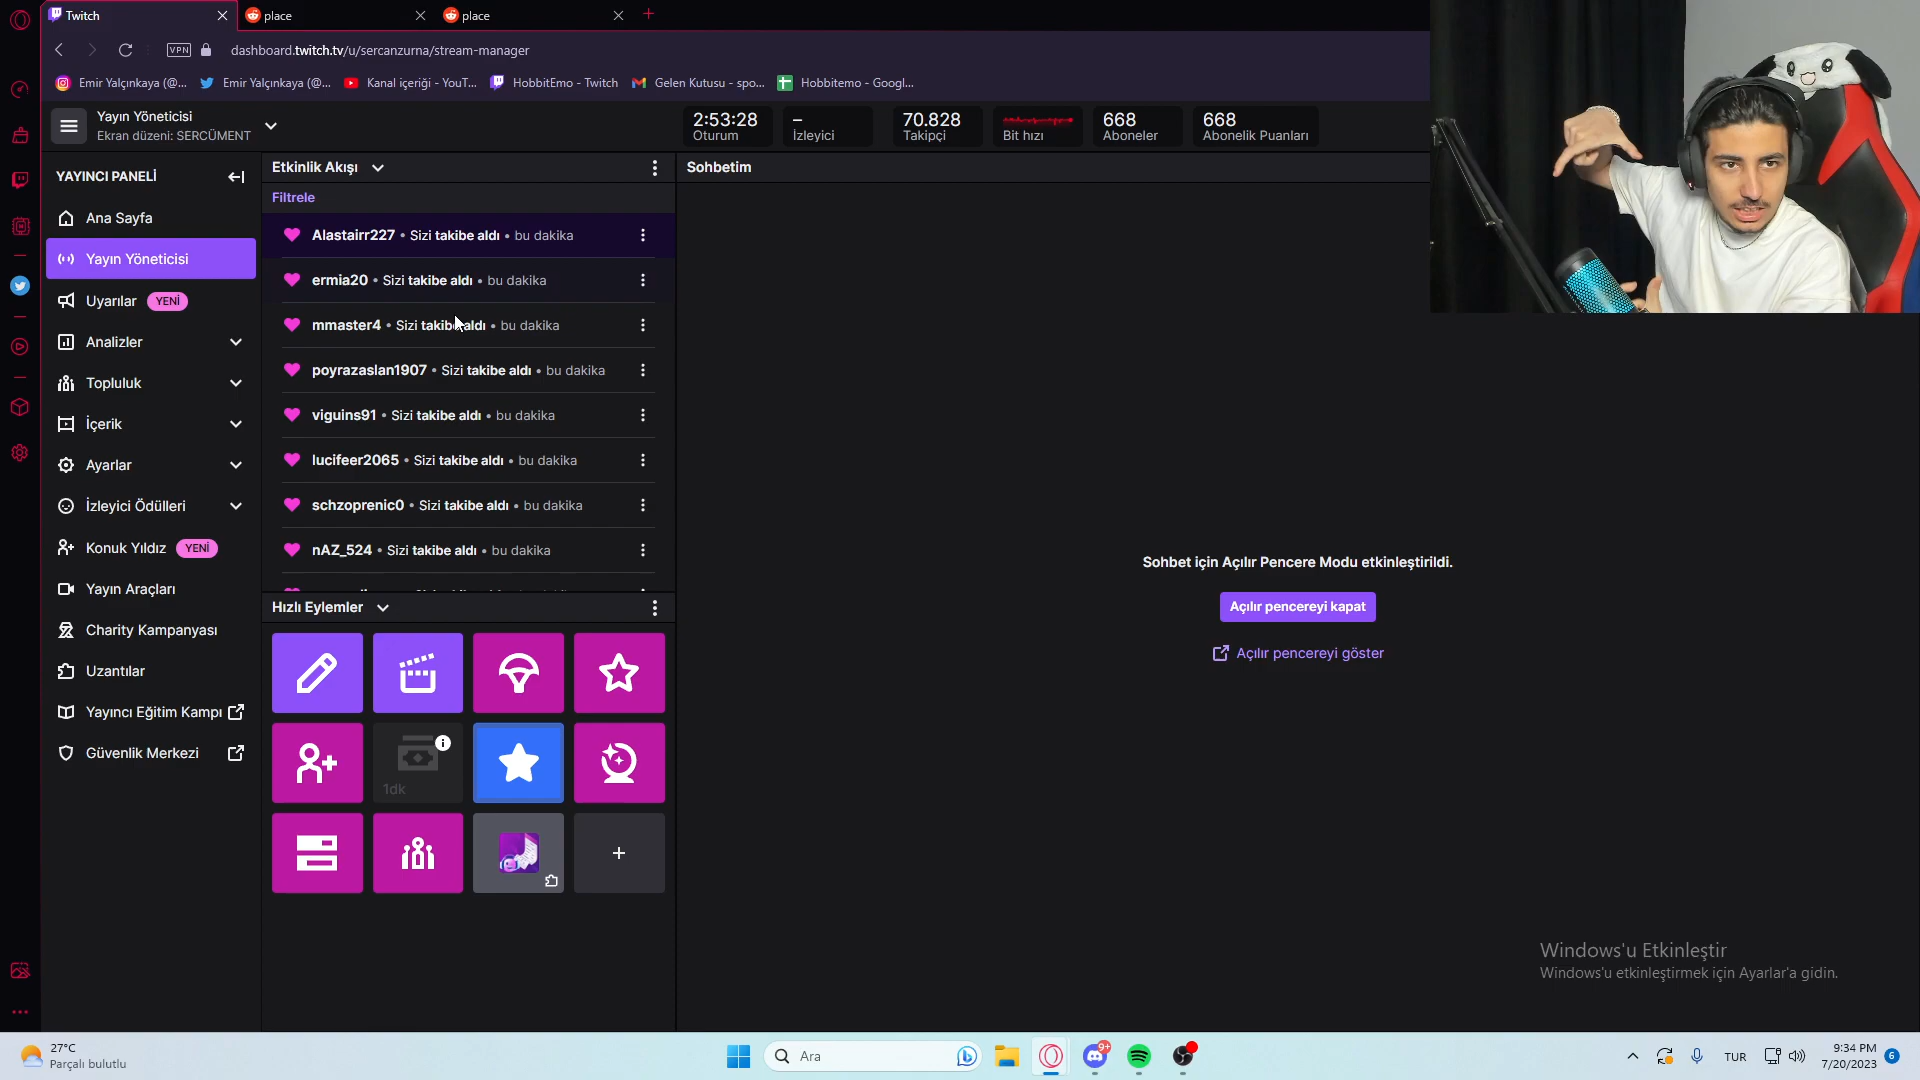 Twitch
place
place
VPN
dashboard.twitch.tv/u/sercanzurna/stream-manager
Emir Yalçınkaya (@...
Emir Yalçınkaya (@...
Kanal içeriği - YouT...
HobbitEmo - Twitch
Gelen Kutusu - spo...
Hobbitemo - Googl...
Yayın Yöneticisi
Ekran düzeni: SERCÜMENT
2:53:28
Oturum
–
İzleyici
70.828
Takipçi
Bit hızı
668
Aboneler
668
Abonelik Puanları
YAYINCI PANELİ
Ana Sayfa
Yayın Yöneticisi
Uyarılar YENİ
Analizler
Topluluk
İçerik
Ayarlar
İzleyici Ödülleri
Konuk Yıldız YENİ
Yayın Araçları
Charity Kampanyası
Uzantılar
Yayıncı Eğitim Kampı
Güvenlik Merkezi
Etkinlik Akışı
Filtrele
Alastairr227 • Sizi takibe aldı • bu dakika
ermia20 • Sizi takibe aldı • bu dakika
mmaster4 • Sizi takibe aldı • bu dakika
poyrazaslan1907 • Sizi takibe aldı • bu dakika
viguins91 • Sizi takibe aldı • bu dakika
lucifeer2065 • Sizi takibe aldı • bu dakika
schzoprenic0 • Sizi takibe aldı • bu dakika
nAZ_524 • Sizi takibe aldı • bu dakika
Hızlı Eylemler
1dk
Sohbetim
Sohbet için Açılır Pencere Modu etkinleştirildi.
Açılır pencereyi kapat
Açılır pencereyi göster
Windows'u Etkinleştir
Windows'u etkinleştirmek için Ayarlar'a gidin.
27°C
Parçalı bulutlu
Ara
9+
TUR
9:34 PM
7/20/2023
6